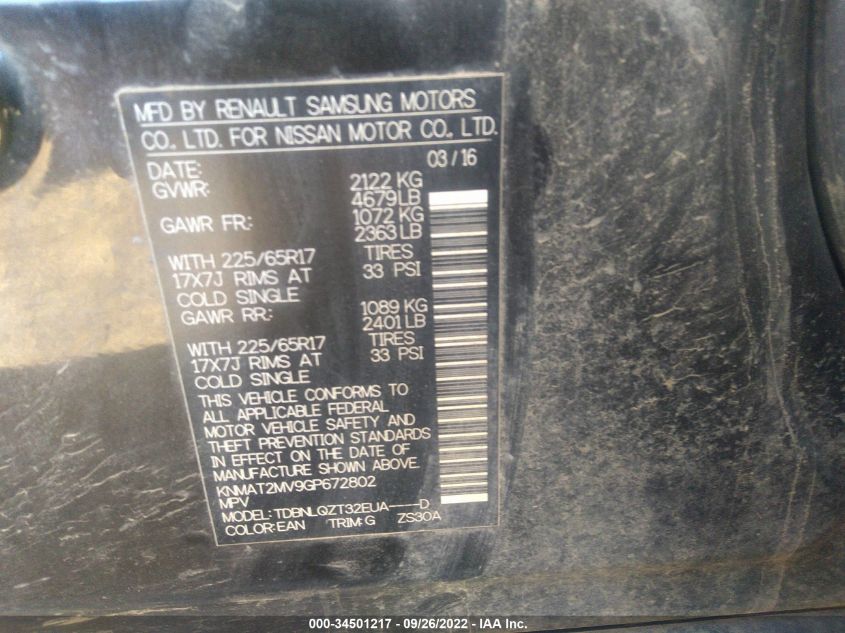 MFD BY RENAULT SAMSUNG MOTORS
CO., LTD. FOR NISSAN MOTOR CO., LTD.
DATE: 03/16
GVWR: 2122 KG
4679LB
GAWR FR: 1072 KG
2363 LB
WITH 225/65R17 TIRES
17X7J RIMS AT 33 PSI
COLD SINGLE
GAWR RR: 1089 KG
2401 LB
WITH 225/65R17 TIRES
17X7J RIMS AT 33 PSI
COLD SINGLE
THIS VEHICLE CONFORMS TO
ALL APPLICABLE FEDERAL
MOTOR VEHICLE SAFETY AND
THEFT PREVENTION STANDARDS
IN EFFECT ON THE DATE OF
MANUFACTURE SHOWN ABOVE.
KNMAT2MV9GP672802
MPV
MODEL: TDBNLQZT32EUA----D
COLOR:EAN TRIM:G ZS30A
000-34501217 - 09/26/2022 - IAA Inc.